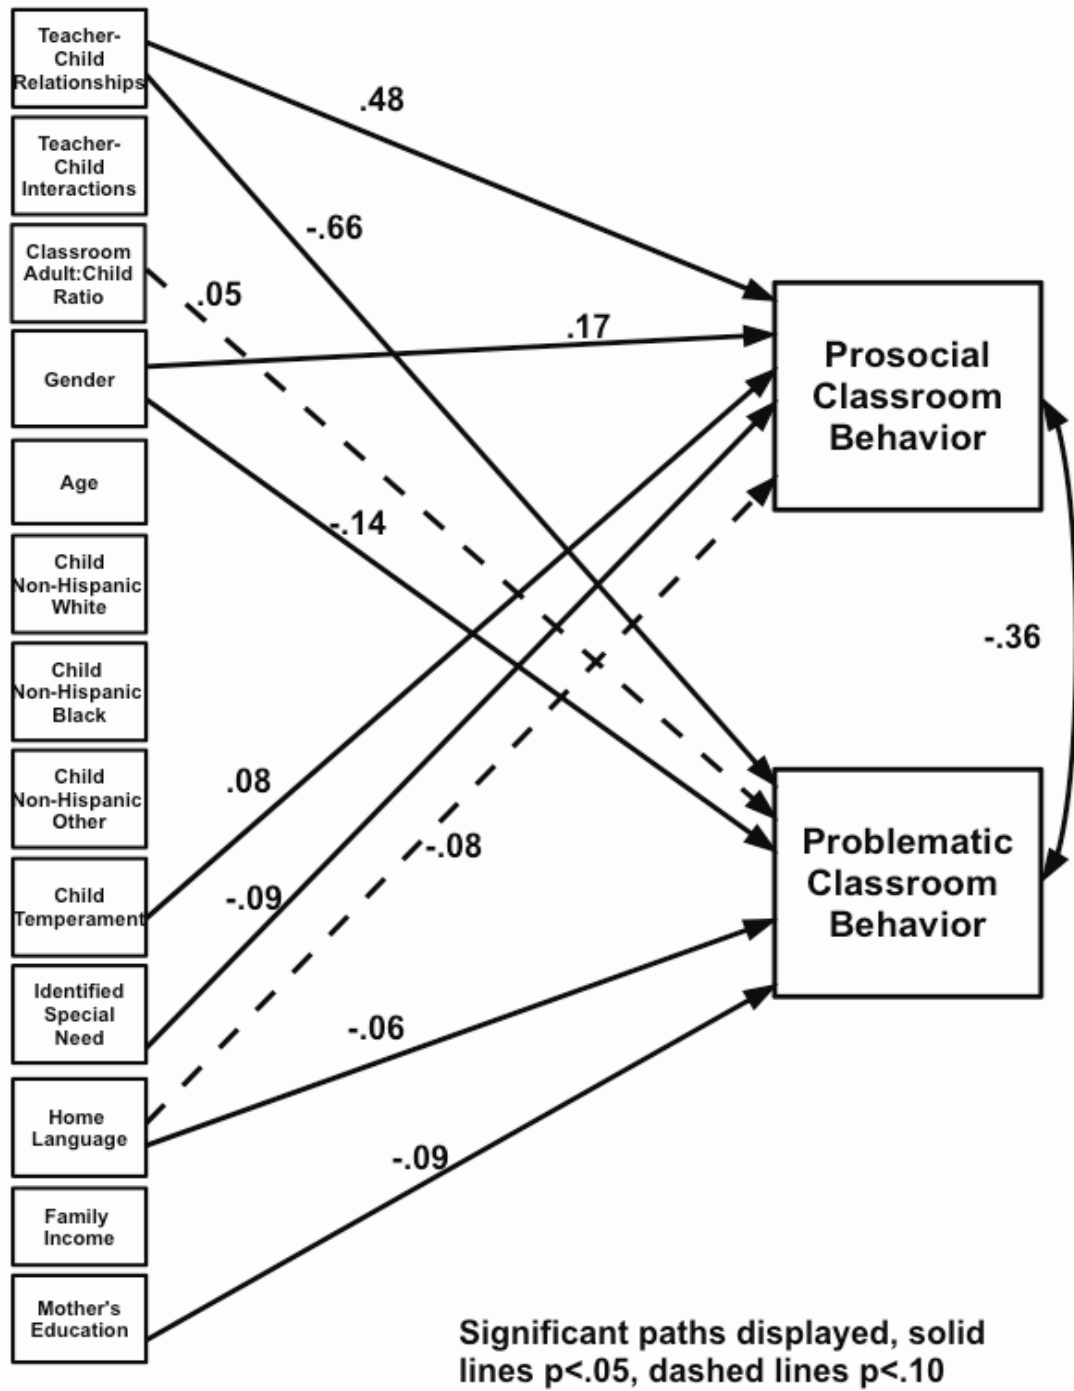 Teacher-
Child
Relationships
Teacher-
Child
Interactions
Classroom
Adult:Child
Ratio
Gender
Age
Child
Non-Hispanic
White
Child
Non-Hispanic
Black
Child
Non-Hispanic
Other
Child
Temperament
Identified
Special
Need
Home
Language
Family
Income
Mother's
Education
.48
-.66
.05
.17
-.14
.08
-.09
-.08
-.06
-.09
Prosocial
Classroom
Behavior
-.36
Problematic
Classroom
Behavior
Significant paths displayed, solid
lines p<.05, dashed lines p<.10